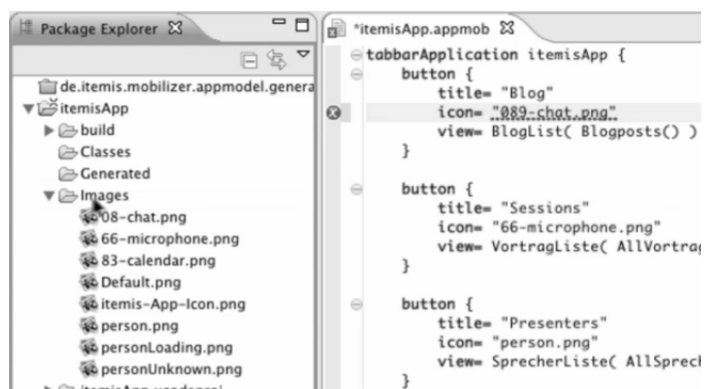 Package Explorer
de.itemis.mobilizer.appmodel.genera
itemisApp
build
Classes
Generated
Images
08-chat.png
66-microphone.png
83-calendar.png
Default.png
itemis-App-Icon.png
person.png
personLoading.png
personUnknown.png
*itemisApp.appmob
tabbarApplication itemisApp {
button {
title= "Blog"
icon= "089-chat.png"
view= BlogList( Blogposts() )
}
button {
title= "Sessions"
icon= "66-microphone.png"
view= VortragListe( AllVortrag
}
button {
title= "Presenters"
icon= "person.png"
view= SprecherListe( AllSprech
}